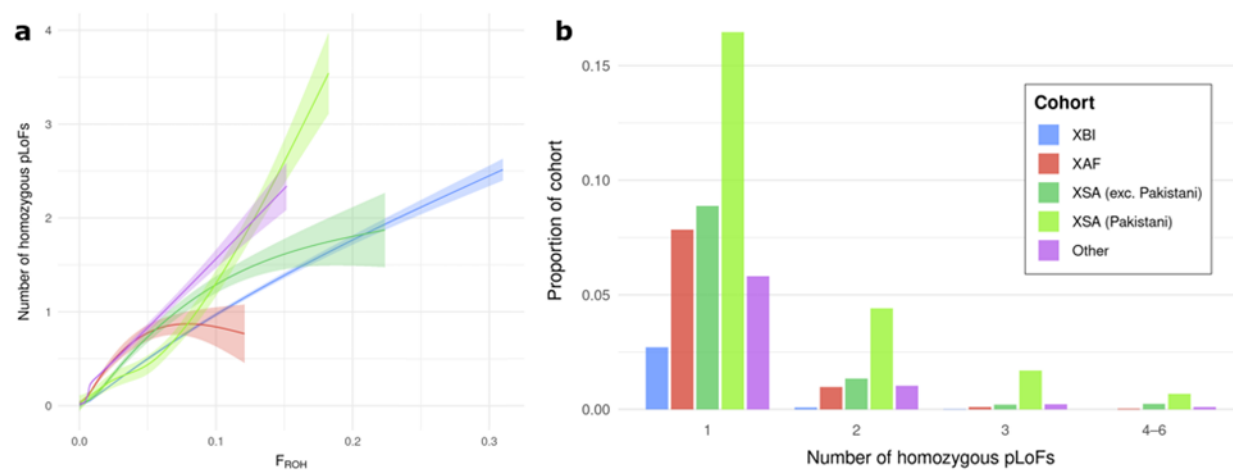 a
Number of homozygous pLoFs
4
3
2
1
0
0.0
0.1
0.2
0.3
FROH
b
Proportion of cohort
0.15
0.10
0.05
0.00
1
2
3
4–6
Number of homozygous pLoFs
Cohort
XBI
XAF
XSA (exc. Pakistani)
XSA (Pakistani)
Other